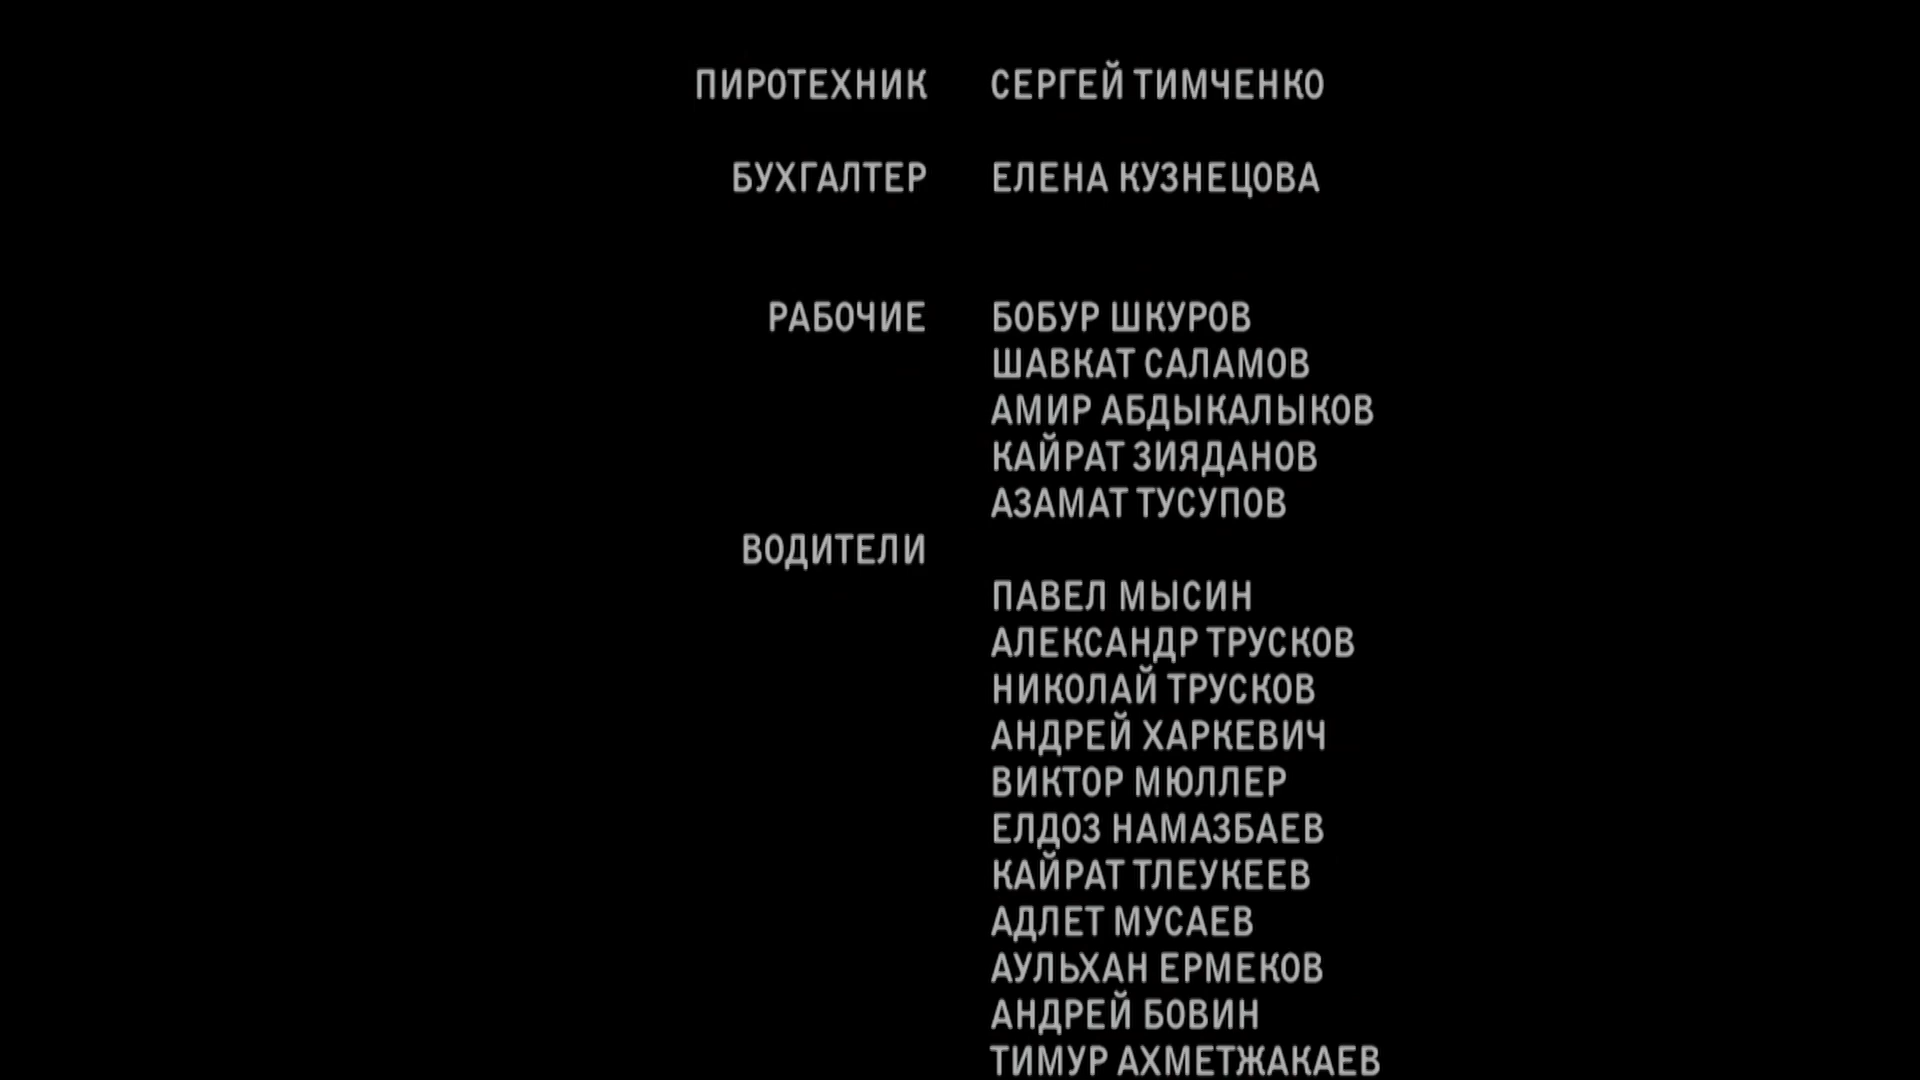 ПИРОТЕХНИК СЕРГЕЙ ТИМЧЕНКО
БУХГАЛТЕР ЕЛЕНА КУЗНЕЦОВА
РАБОЧИЕ БОБУР ШКУРОВ
ШАВКАТ САЛАМОВ
АМИР АБДЫКАЛЫКОВ
КАЙРАТ ЗИЯДАНОВ
АЗАМАТ ТУСУПОВ
ВОДИТЕЛИ
ПАВЕЛ МЫСИН
АЛЕКСАНДР ТРУСКОВ
НИКОЛАЙ ТРУСКОВ
АНДРЕЙ ХАРКЕВИЧ
ВИКТОР МЮЛЛЕР
ЕЛДОЗ НАМАЗБАЕВ
КАЙРАТ ТЛЕУКЕЕВ
АДЛЕТ МУСАЕВ
АУЛЬХАН ЕРМЕКОВ
АНДРЕЙ БОВИН
ТИМУР АХМЕТЖАКАЕВ